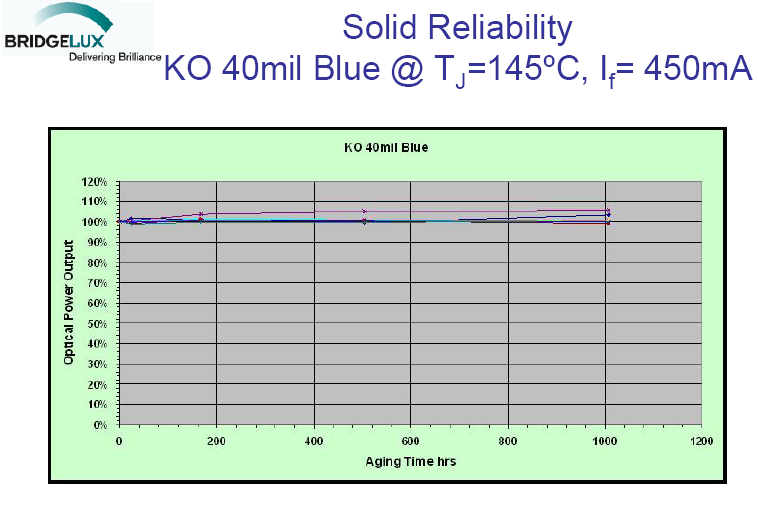 BRIDGELUX
Delivering Brilliance
Solid Reliability
KO 40mil Blue @ TJ=145ºC, If= 450mA
KO 40mil Blue
120%
110%
100%
90%
80%
70%
60%
50%
40%
30%
20%
10%
0%
Optical Power Output
0 200 400 600 800 1000 1200
Aging Time hrs